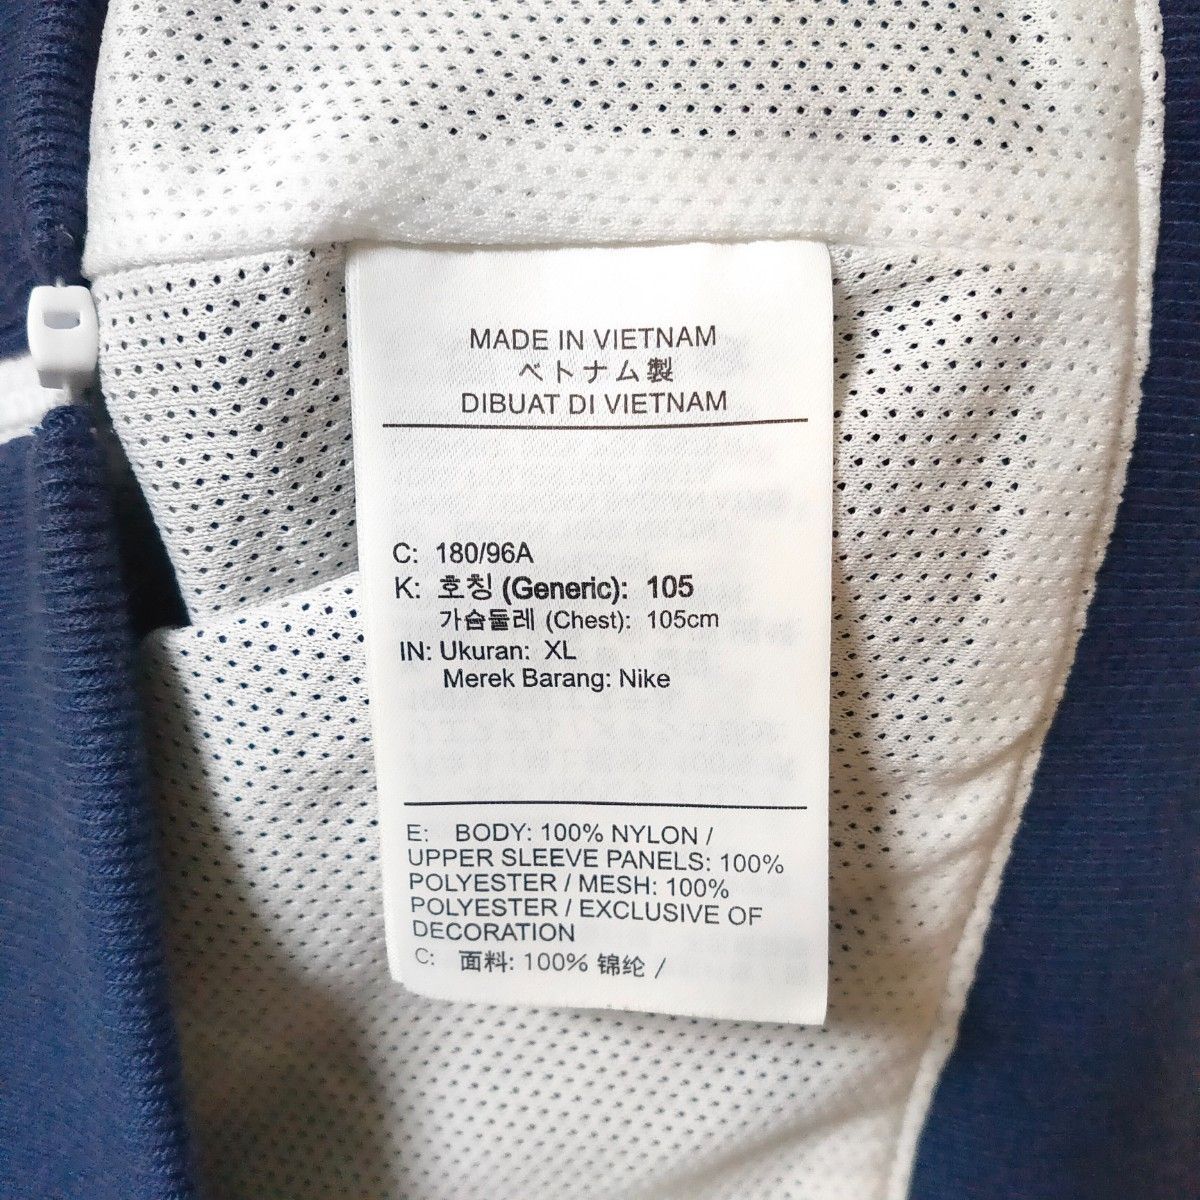 MADE IN VIETNAM
ベトナム製
DIBUAT DI VIETNAM
C: 180/96A
K: 호칭 (Generic): 105
가슴둘레 (Chest): 105cm
IN: Ukuran: XL
Merek Barang: Nike
E: BODY: 100% NYLON /
UPPER SLEEVE PANELS: 100%
POLYESTER / MESH: 100%
POLYESTER / EXCLUSIVE OF
DECORATION
C: 面料: 100% 锦纶 /